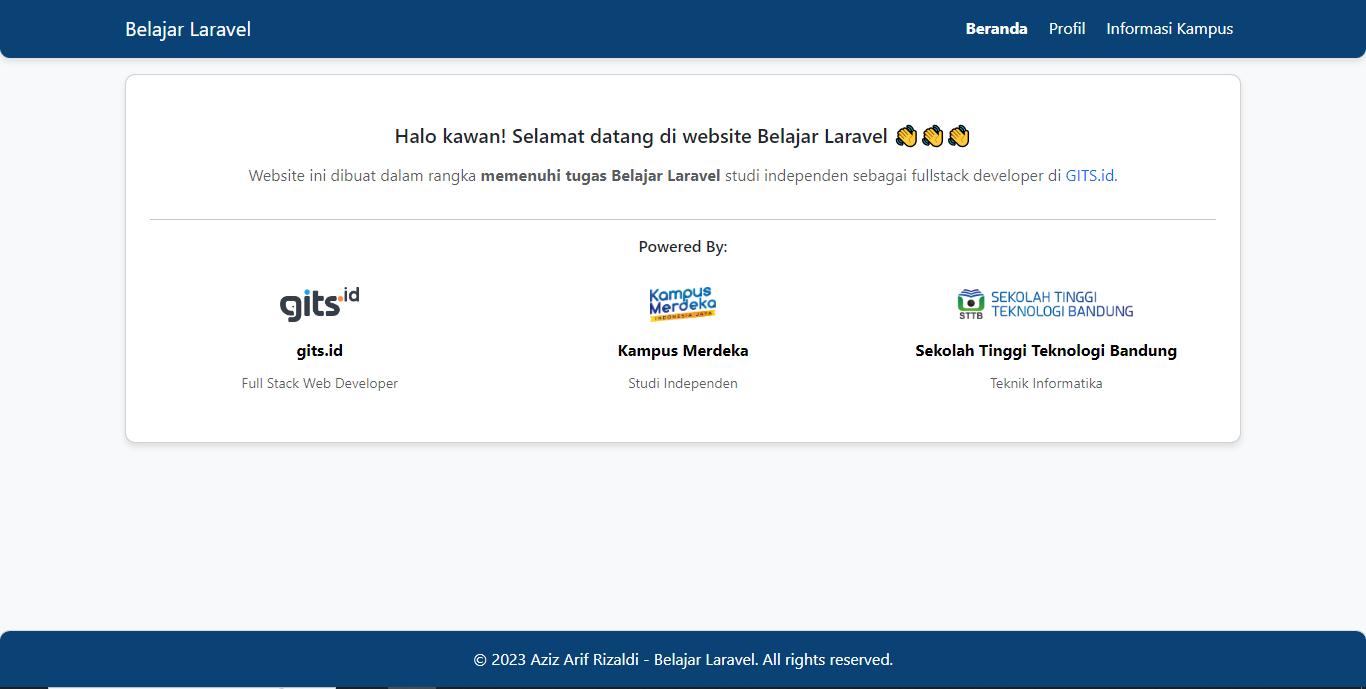 Belajar Laravel
Beranda Profil Informasi Kampus
Halo kawan! Selamat datang di website Belajar Laravel 👏👏👏
Website ini dibuat dalam rangka memenuhi tugas Belajar Laravel studi independen sebagai fullstack developer di GITS.id.
Powered By:
gits.id
gits.id
Full Stack Web Developer
Kampus
Merdeka
INDONESIA JAYA
Kampus Merdeka
Studi Independen
STTB
SEKOLAH TINGGI
TEKNOLOGI BANDUNG
Sekolah Tinggi Teknologi Bandung
Teknik Informatika
© 2023 Aziz Arif Rizaldi - Belajar Laravel. All rights reserved.